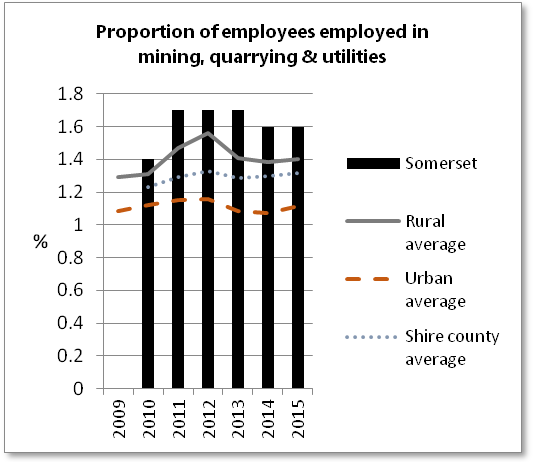 Proportion of employees employed in
mining, quarrying & utilities
1.8
1.6
1.4
1.2
1
0.8
0.6
0.4
0.2
0
%
2009
2010
2011
2012
2013
2014
2015
Somerset
Rural
average
Urban
average
Shire county
average